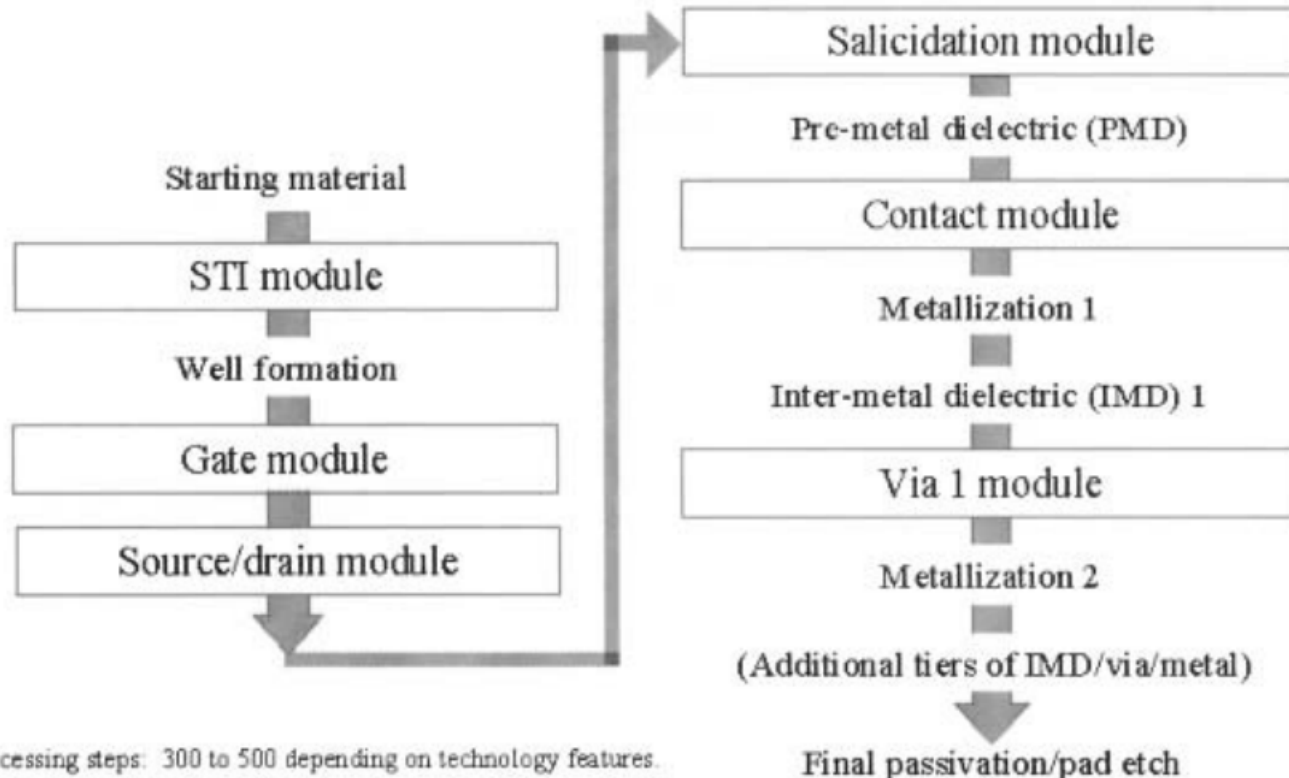 Starting material
STI module
Well formation
Gate module
Source/drain module
Salicidation module
Pre-metal dielectric (PMD)
Contact module
Metallization 1
Inter-metal dielectric (IMD) 1
Via 1 module
Metallization 2
(Additional tiers of IMD/via/metal)
Final passivation/pad etch
cessing steps: 300 to 500 depending on technology features.